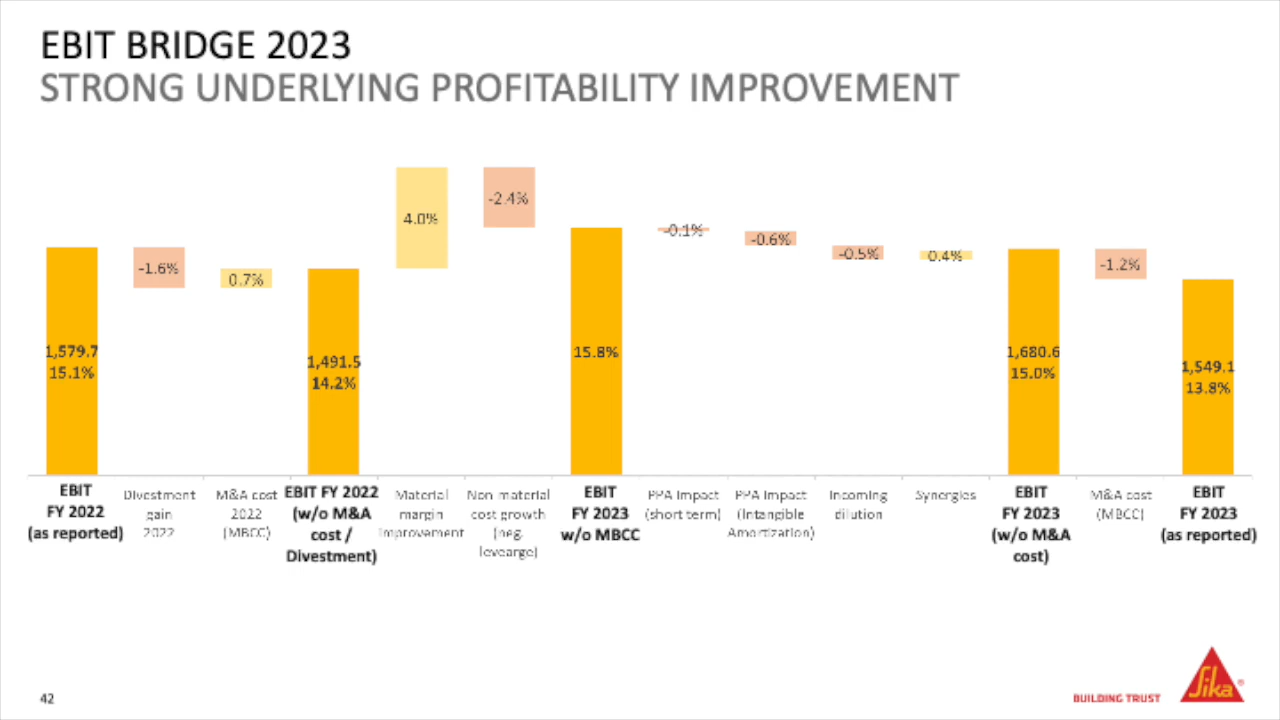 EBIT BRIDGE 2023
STRONG UNDERLYING PROFITABILITY IMPROVEMENT
4.0%
-2.4%
-0.1%
-0.6%
-0.5%
0.4%
-1.6%
0.7%
-1.2%
1,579.7
15.1%
1,491.5
14.2%
15.8%
1,680.6
15.0%
1,549.1
13.8%
EBIT
FY 2022
(as reported)
Divestment
gain
2022
M&A cost
2022
(MBCC)
EBIT FY 2022
(w/o M&A
cost /
Divestment)
Material
margin
improvement
Non-material
cost growth
(neg.
levearge)
EBIT
FY 2023
w/o MBCC
PPA Impact
(short term)
PPA Impact
(Intangible
Amortization)
Incoming
dilution
Synergies
EBIT
FY 2023
(w/o M&A
cost)
M&A cost
(MBCC)
EBIT
FY 2023
(as reported)
42
BUILDING TRUST
Sika®